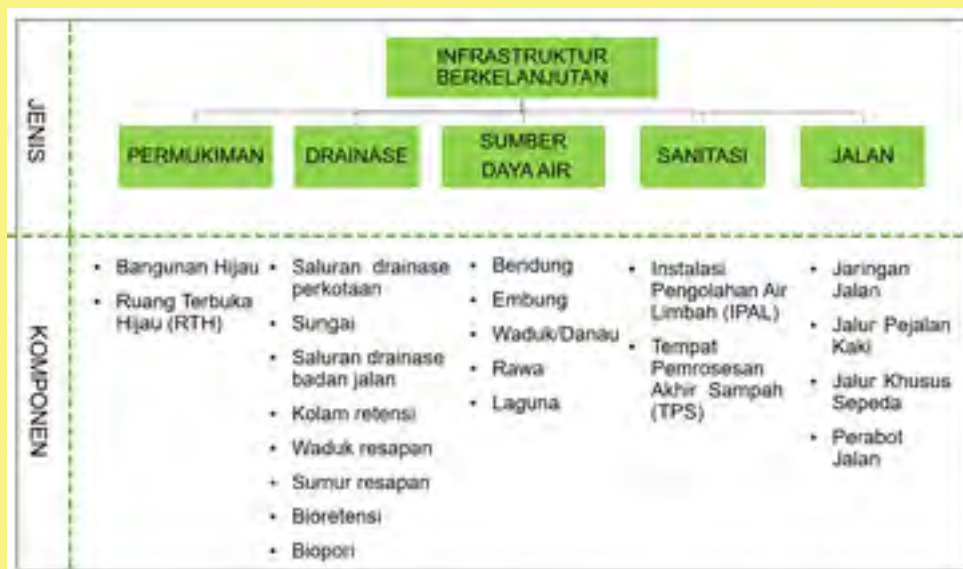 INFRASTRUKTUR
BERKELANJUTAN
JENIS
PERMUKIMAN
DRAINASE
SUMBER
DAYA AIR
SANITASI
JALAN
KOMPONEN
• Bangunan Hijau
• Ruang Terbuka
Hijau (RTH)
• Saluran drainase
perkotaan
• Sungai
• Saluran drainase
badan jalan
• Kolam retensi
• Waduk resapan
• Sumur resapan
• Bioretensi
• Biopori
• Bendung
• Embung
• Waduk/Danau
• Rawa
• Laguna
• Instalasi
Pengolahan Air
Limbah (IPAL)
• Tempat
Pemrosesan
Akhir Sampah
(TPS)
• Jaringan
Jalan
• Jalur Pejalan
Kaki
• Jalur Khusus
Sepeda
• Perabot
Jalan